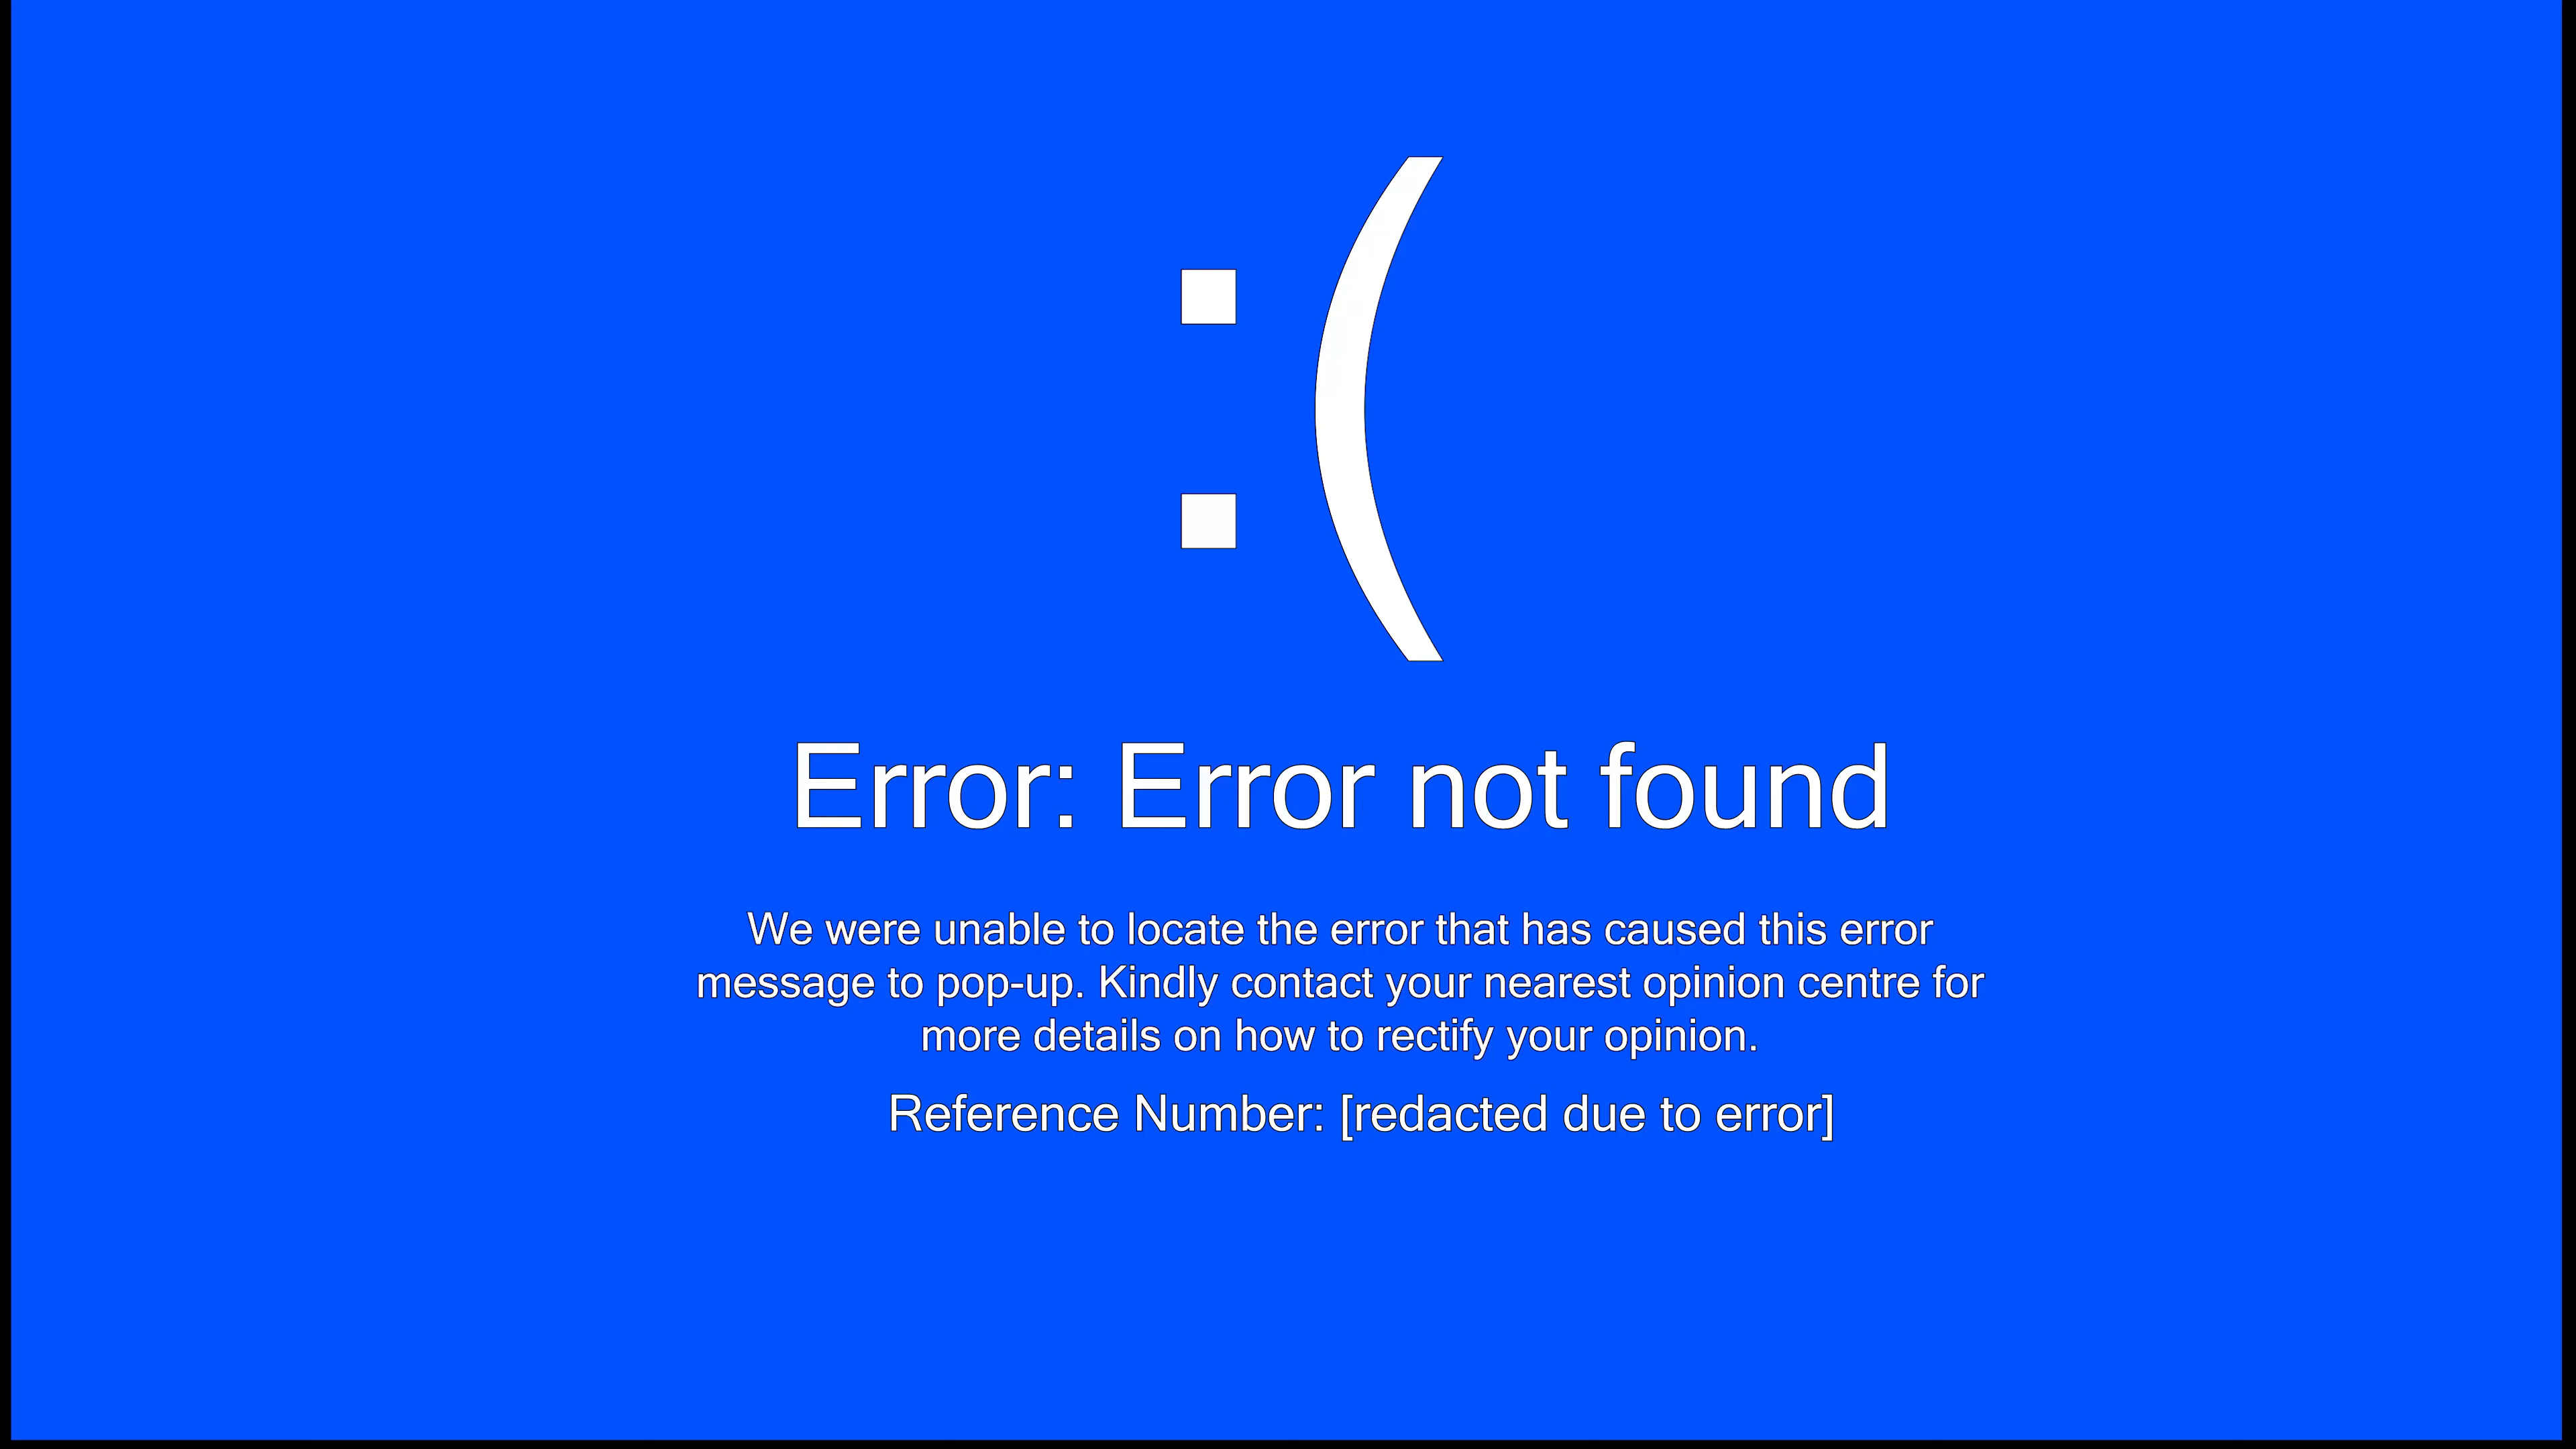 :(
Error: Error not found
We were unable to locate the error that has caused this error
message to pop-up. Kindly contact your nearest opinion centre for
more details on how to rectify your opinion.
Reference Number: [redacted due to error]